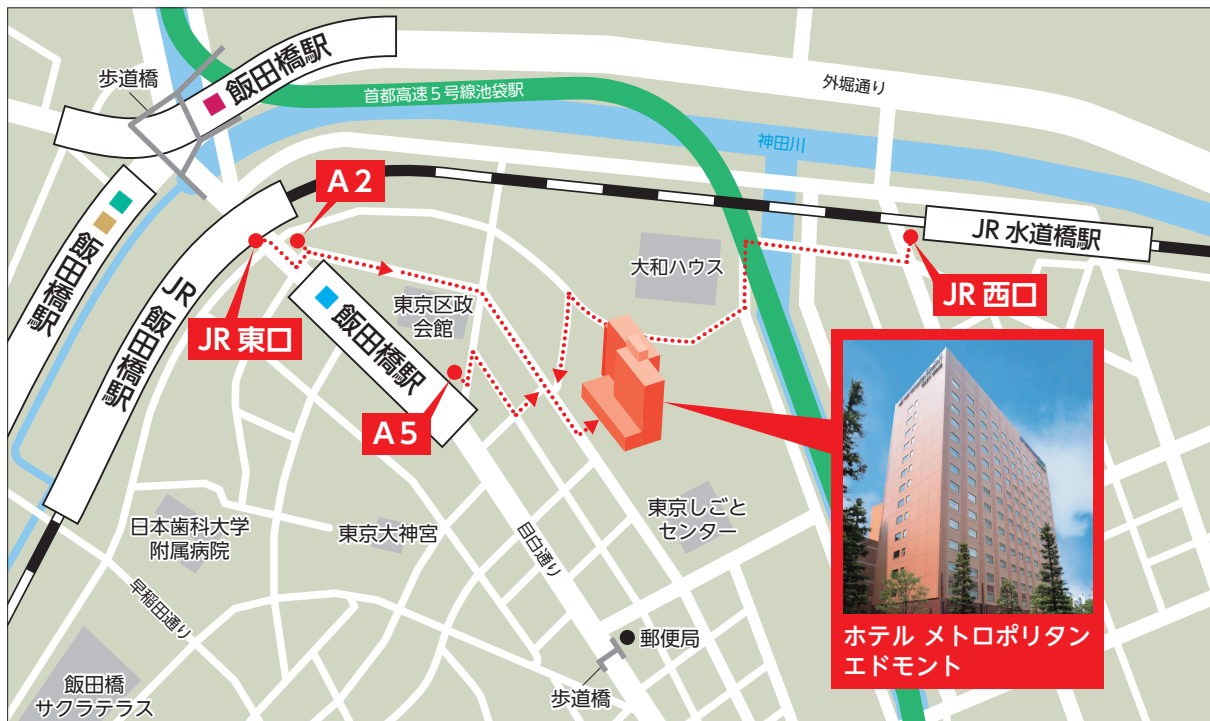 歩道橋
飯田橋駅
首都高速5号線池袋駅
外堀通り
神田川
A2
飯田橋駅
JR 飯田橋駅
JR 東口
飯田橋駅
東京区政
会館
A5
大和ハウス
JR 水道橋駅
JR 西口
日本歯科大学
附属病院
東京大神宮
目白通り
東京しごと
センター
早稲田通り
飯田橋
サクラテラス
郵便局
歩道橋
ホテル メトロポリタン
エドモント